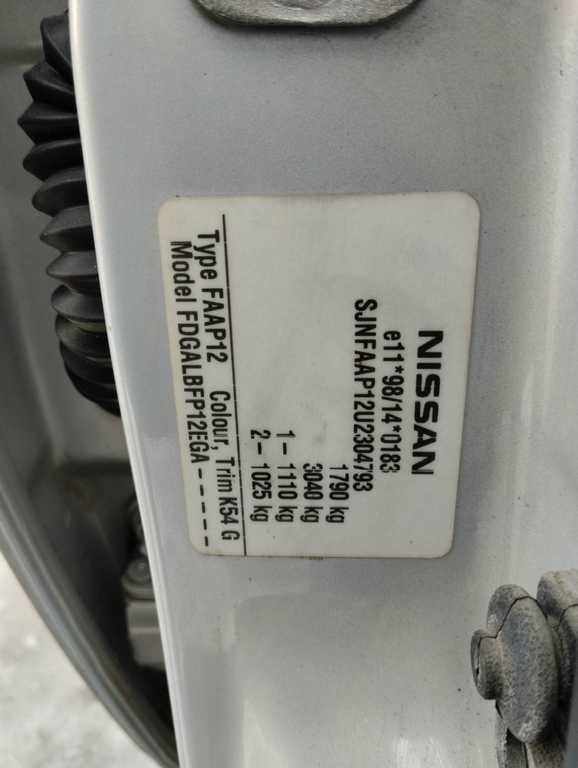 NISSAN
e11*98/14*0183
SJNFAAP12U2304793
1790 kg
3040 kg
1 – 1110 kg
2 – 1025 kg
Type FAAP12 Colour, Trim K54 G
Model FDGALBFP12EGA-----